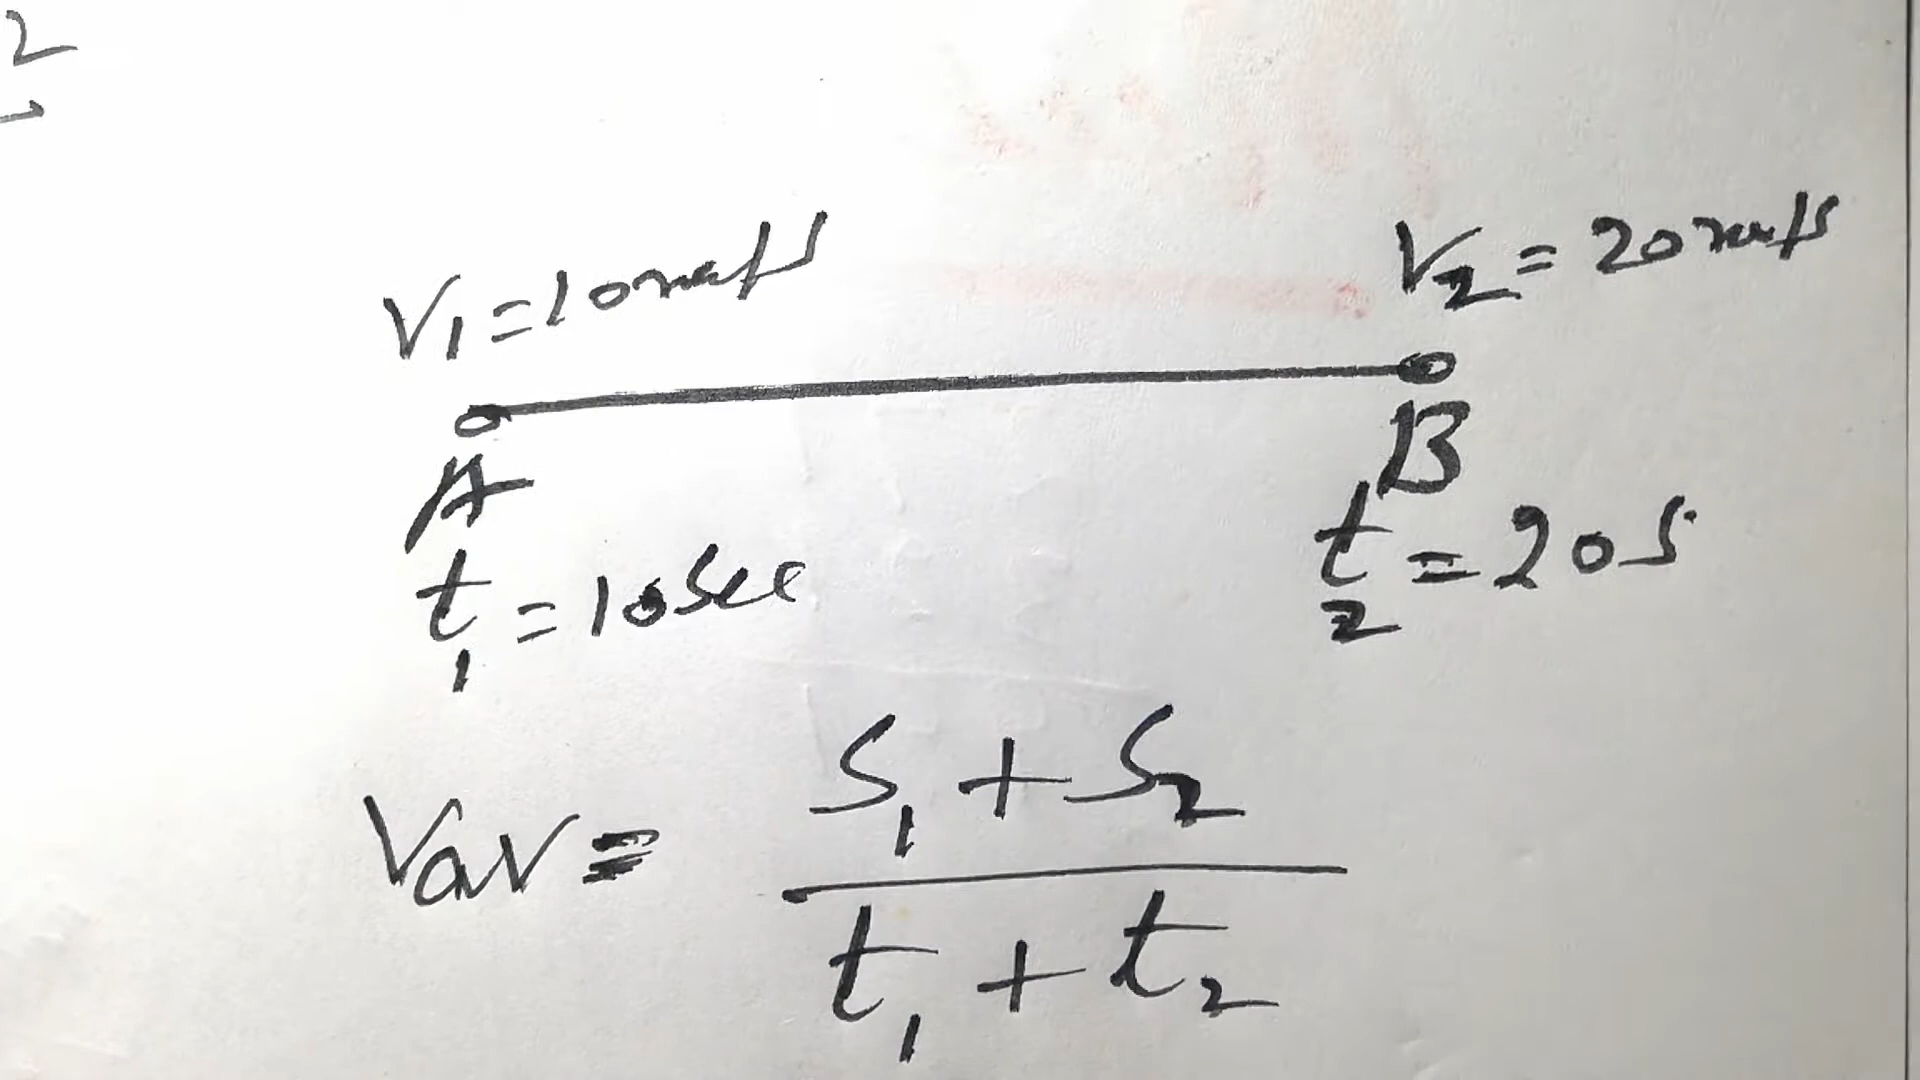 2
V1 = 10 m/s V2 = 20 m/s
A B
t1 = 10 Sec t2 = 20 s
Vav = S1 + S2
t1 + t2